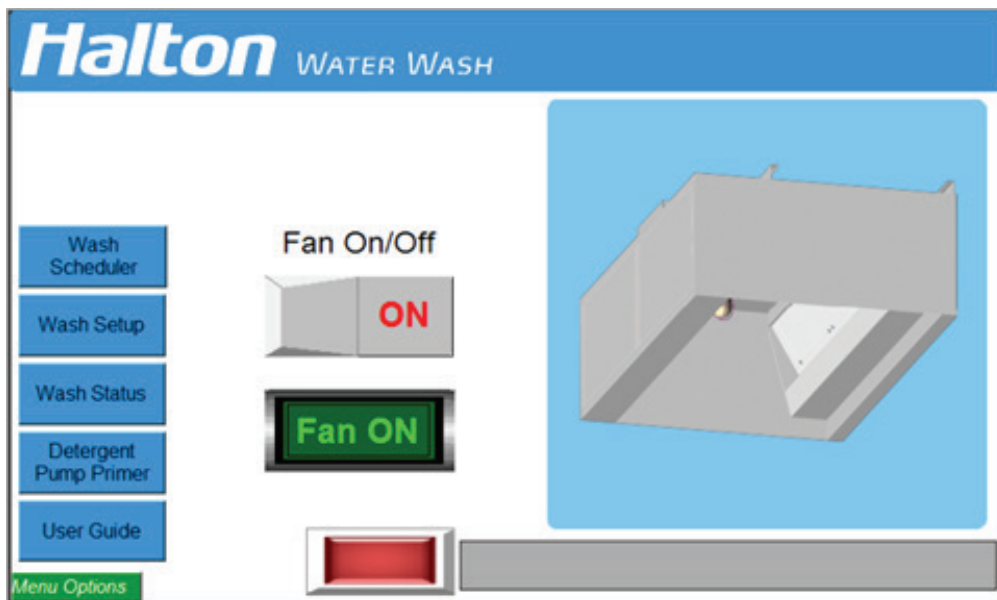 Halton WATER WASH
Wash
Scheduler
Wash Setup
Wash Status
Detergent
Pump Primer
User Guide
Menu Options
Fan On/Off
ON
Fan ON